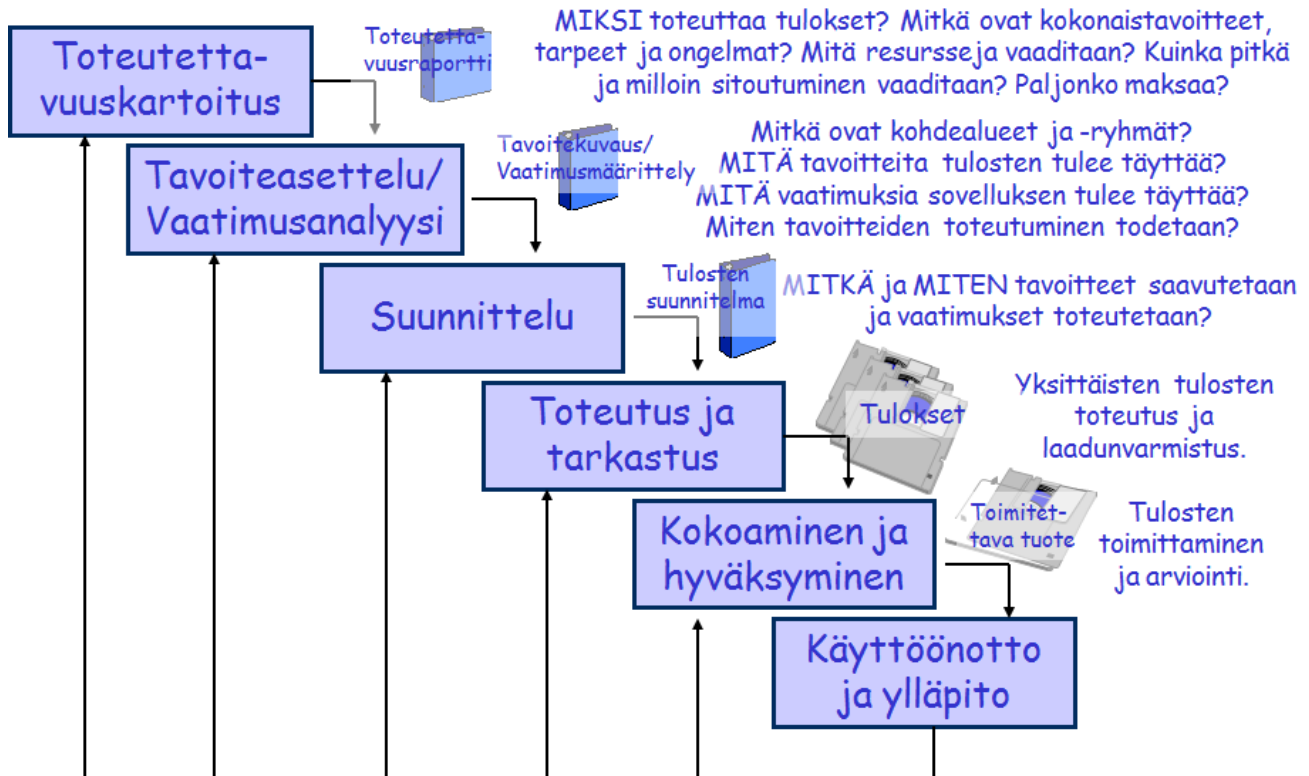 Toteutetta-
vuuskartoitus
Toteutetta-
vuusraportti
MIKSI toteuttaa tulokset? Mitkä ovat kokonaistavoitteet,
tarpeet ja ongelmat? Mitä resursseja vaaditaan? Kuinka pitkä
ja milloin sitoutuminen vaaditaan? Paljonko maksaa?
Tavoiteasettelu/
Vaatimusanalyysi
Tavoitekuvaus/
Vaatimusmäärittely
Mitkä ovat kohdealueet ja -ryhmät?
MITÄ tavoitteita tulosten tulee täyttää?
MITÄ vaatimuksia sovelluksen tulee täyttää?
Miten tavoitteiden toteutuminen todetaan?
Suunnittelu
Tulosten
suunnitelma
MITKÄ ja MITEN tavoitteet saavutetaan
ja vaatimukset toteutetaan?
Toteutus ja
tarkastus
Tulokset
Yksittäisten tulosten
toteutus ja
laadunvarmistus.
Kokoaminen ja
hyväksyminen
Toimitet-
tava tuote
Tulosten
toimittaminen
ja arviointi.
Käyttöönotto
ja ylläpito